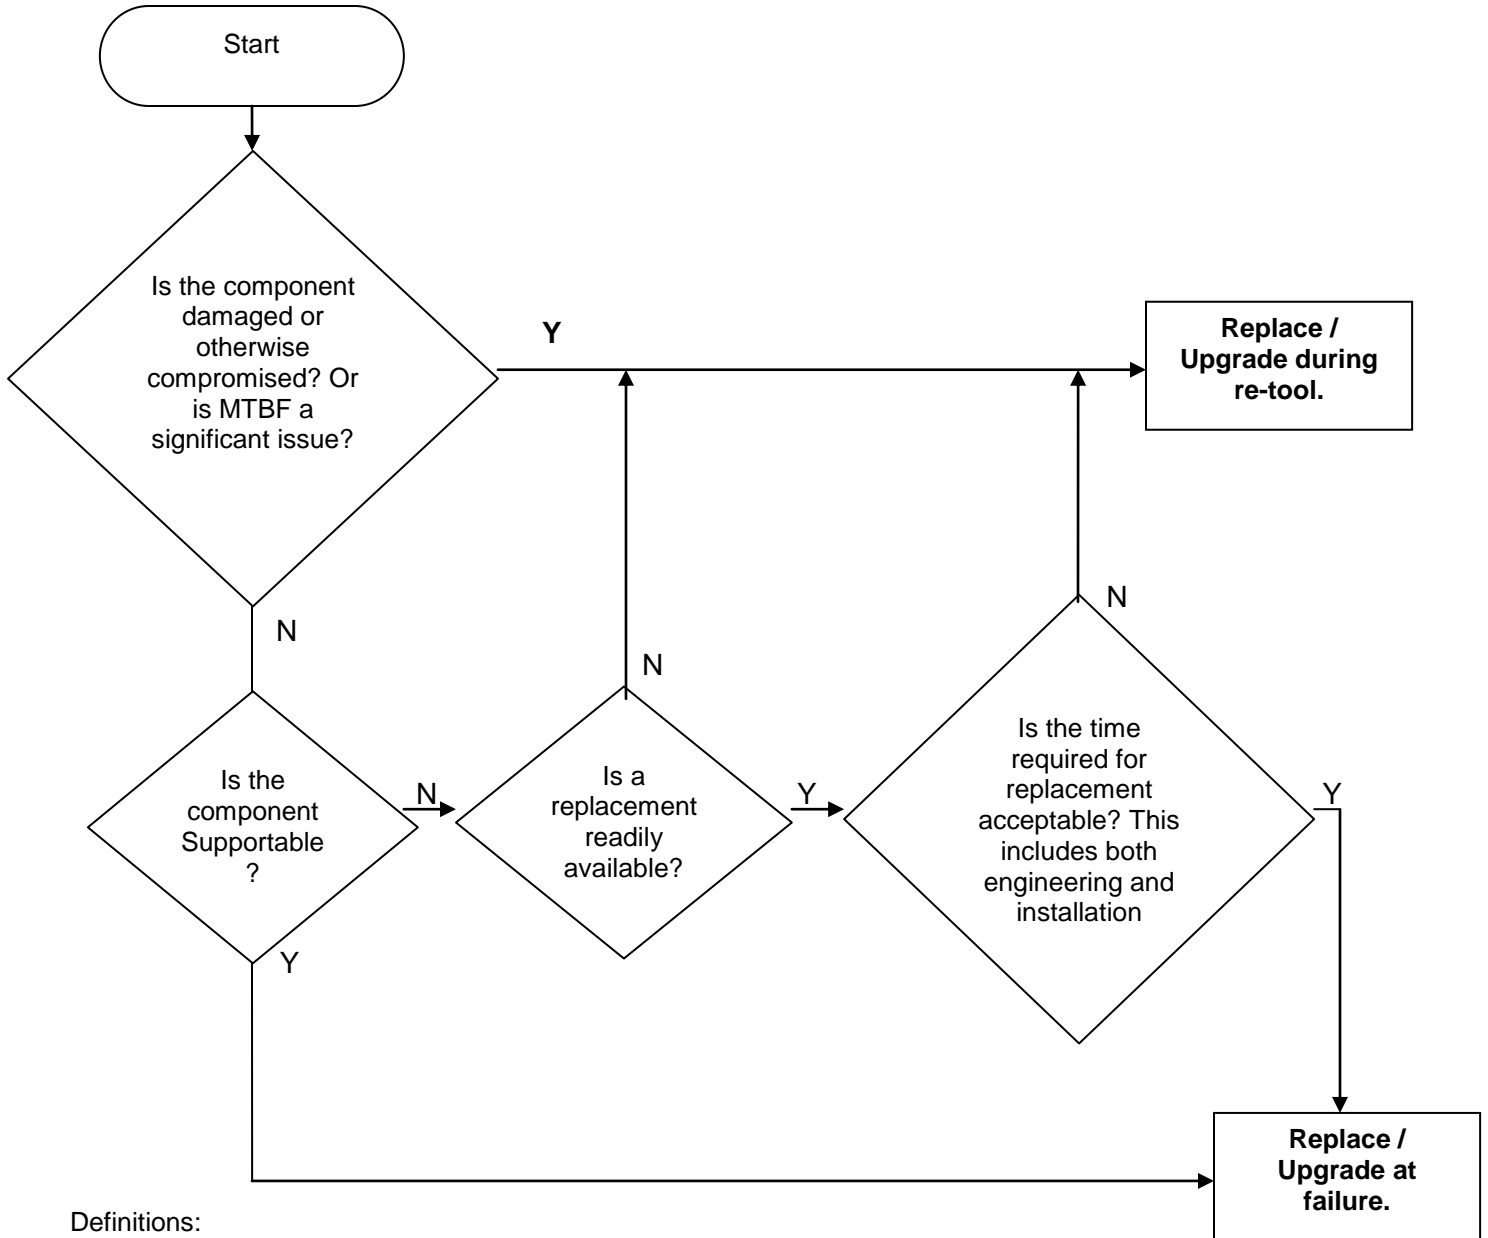 Start
Is the component
damaged or
otherwise
compromised? Or
is MTBF a
significant issue?
Y
Replace /
Upgrade during
re-tool.
N
Is the
component
Supportable
?
N
Y
Is a
replacement
readily
available?
N
Y
Is the time
required for
replacement
acceptable? This
includes both
engineering and
installation
N
Y
Replace /
Upgrade at
failure.
Definitions: